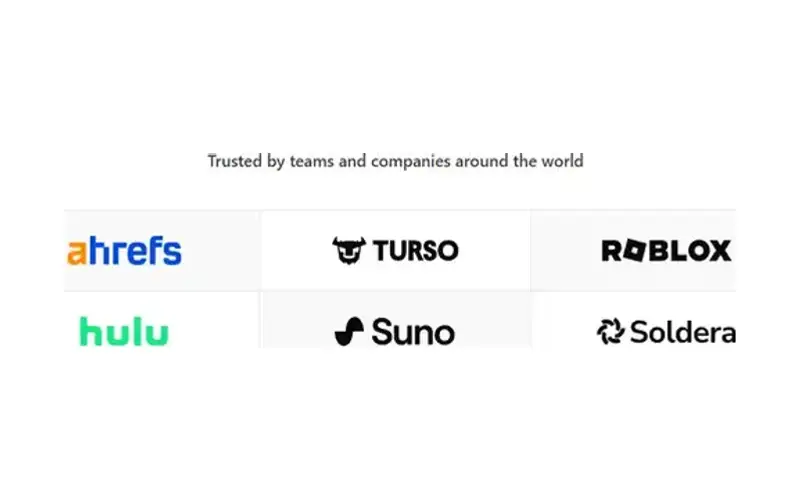 Trusted by teams and companies around the world
ahrefs TURSO ROBLOX
hulu Suno Soldera